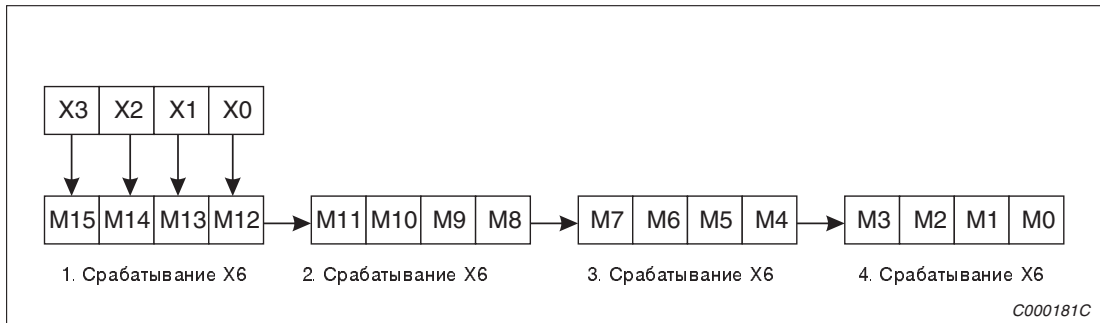 X3 X2 X1 X0
M15 M14 M13 M12 M11 M10 M9 M8 M7 M6 M5 M4 M3 M2 M1 M0
1. Срабатывание X6 2. Срабатывание X6 3. Срабатывание X6 4. Срабатывание X6
C000181C